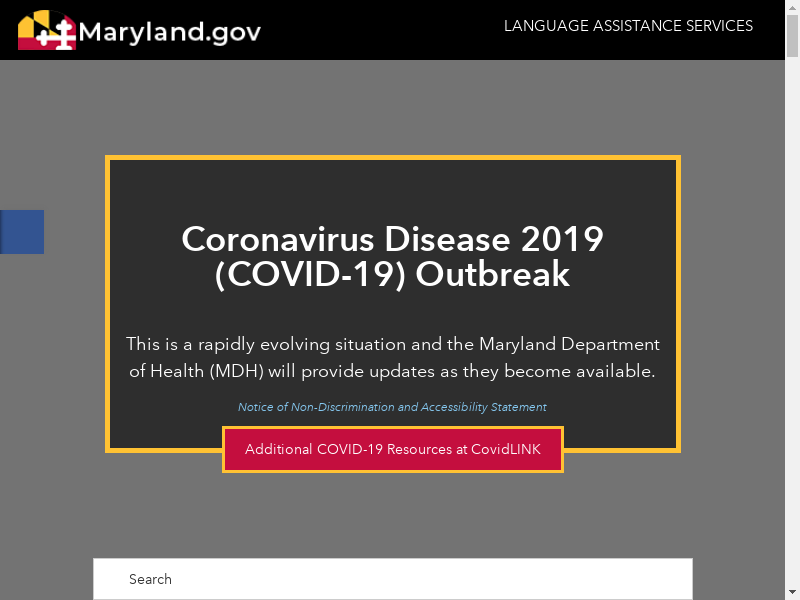 Maryland.gov
LANGUAGE ASSISTANCE SERVICES
Coronavirus Disease 2019
(COVID-19) Outbreak
This is a rapidly evolving situation and the Maryland Department
of Health (MDH) will provide updates as they become available.
Notice of Non-Discrimination and Accessibility Statement
Additional COVID-19 Resources at CovidLINK
Search